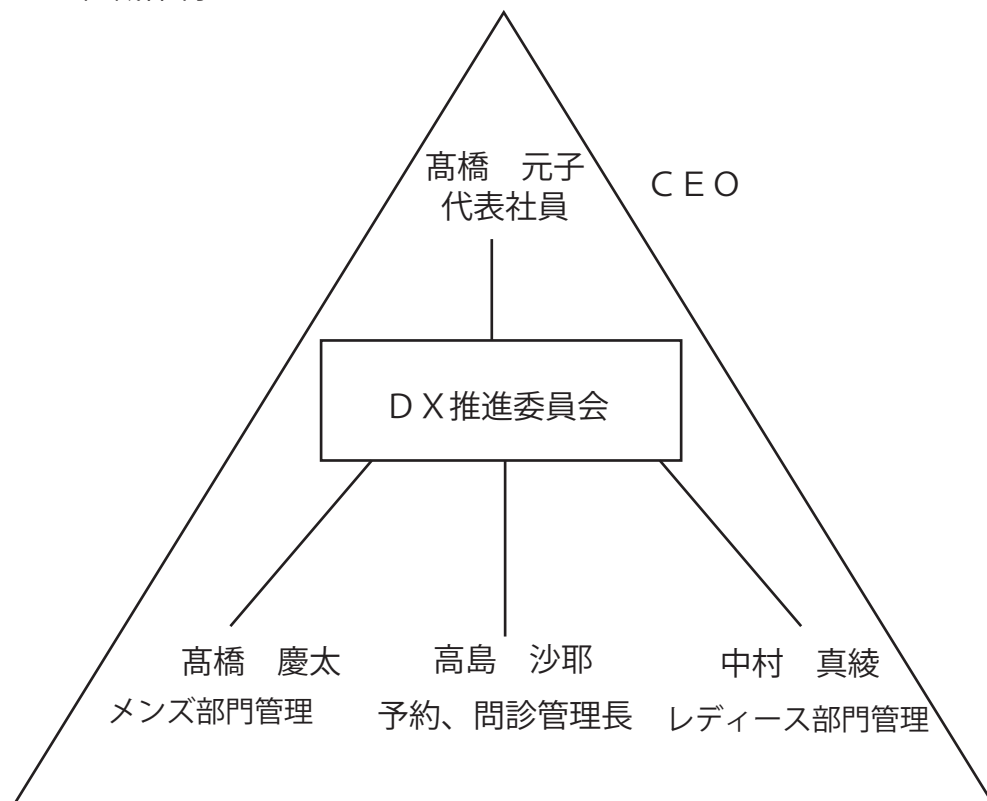 髙橋　元子
代表社員
ＣＥＯ
ＤＸ推進委員会
髙橋　慶太
メンズ部門管理
高島　沙耶
予約、問診管理長
中村　真綾
レディース部門管理